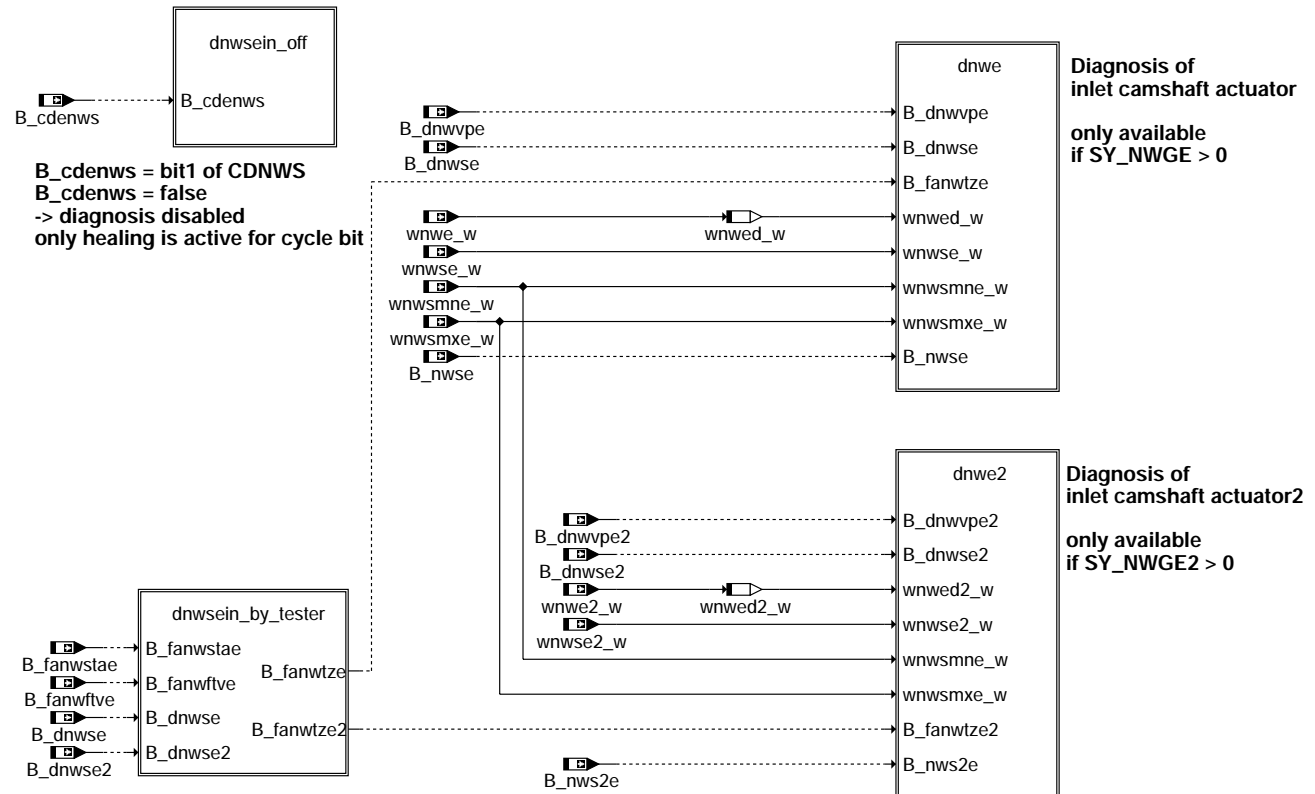 dnwsein_off
B_cdenws
B_cdenws
B_cdenws = bit1 of CDNWS
B_cdenws = false
-> diagnosis disabled
only healing is active for cycle bit
dnwe
Diagnosis of
inlet camshaft actuator
only available
if SY_NWGE > 0
B_dnwvpe
B_dnwvpe
B_dnwse
B_dnwse
B_fanwtze
wnwe_w
wnwed_w
wnwed_w
wnwse_w
wnwse_w
wnwsmne_w
wnwsmne_w
wnwsmxe_w
wnwsmxe_w
B_nwse
B_nwse
dnwe2
Diagnosis of
inlet camshaft actuator2
only available
if SY_NWGE2 > 0
B_dnwvpe2
B_dnwvpe2
B_dnwse2
B_dnwse2
wnwe2_w
wnwed2_w
wnwed2_w
wnwse2_w
wnwse2_w
wnwsmne_w
wnwsmxe_w
B_fanwtze2
B_nws2e
B_nws2e
dnwsein_by_tester
B_fanwstae
B_fanwstae
B_fanwftve
B_fanwftve
B_dnwse
B_dnwse
B_dnwse2
B_dnwse2
B_fanwtze
B_fanwtze2